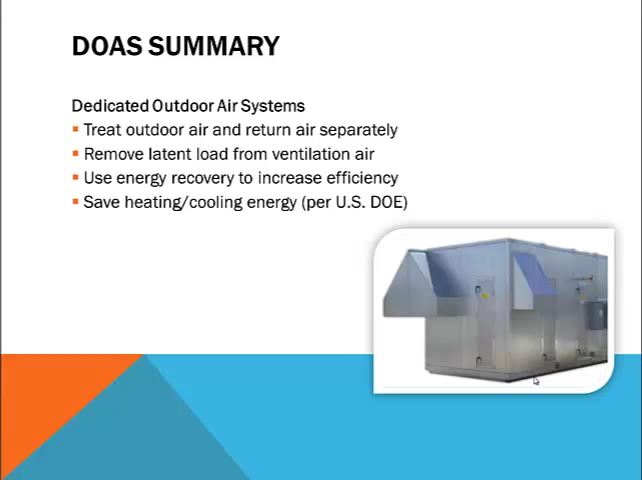 DOAS SUMMARY
Dedicated Outdoor Air Systems
Treat outdoor air and return air separately
Remove latent load from ventilation air
Use energy recovery to increase efficiency
Save heating/cooling energy (per U.S. DOE)